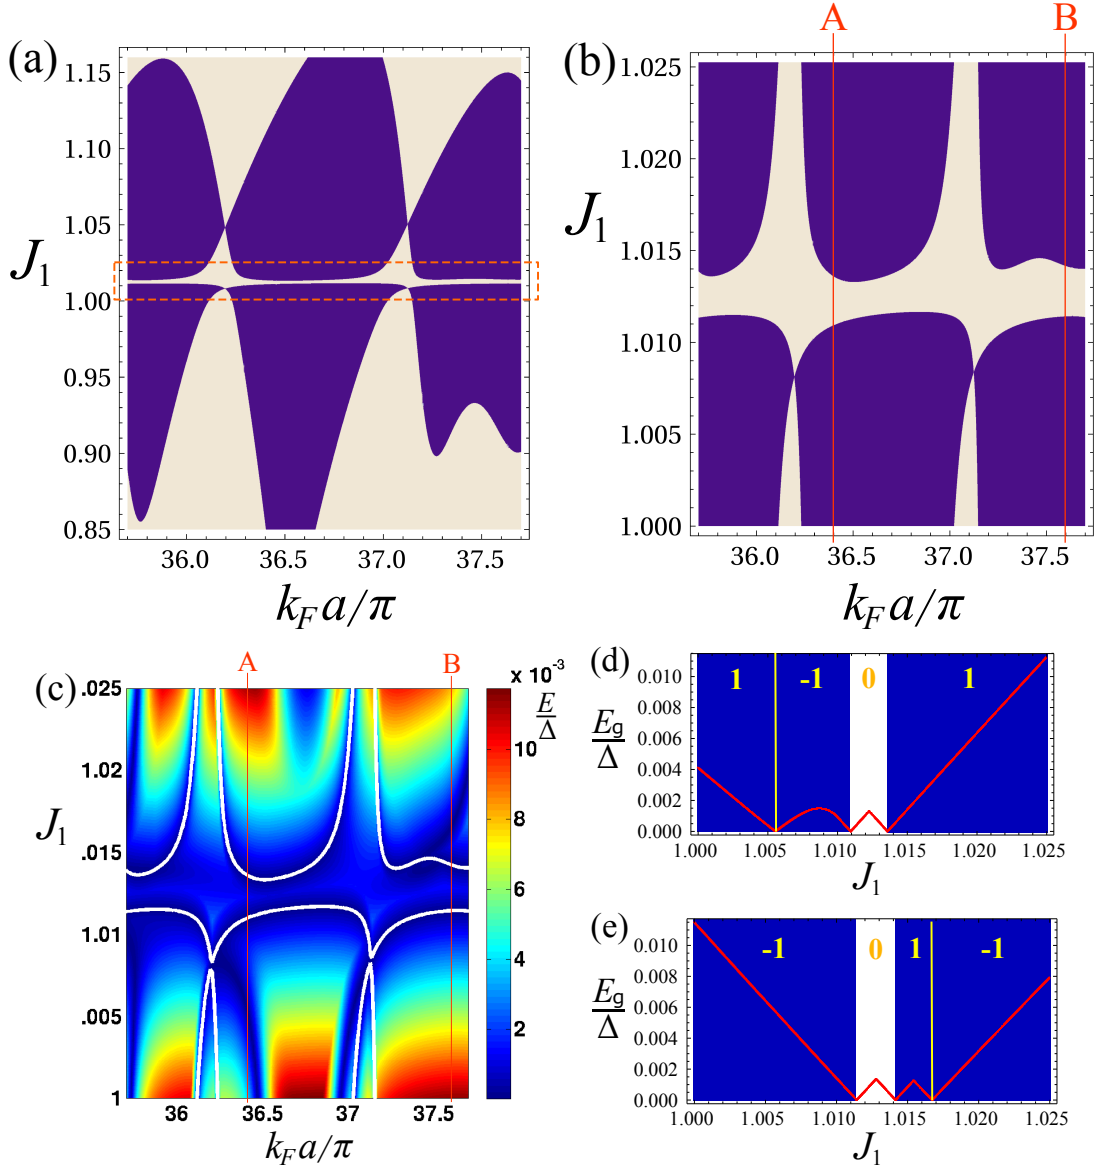 (a)
1.15
1.10
1.05
1.00
0.95
0.90
0.85
J₁
36.0 36.5 37.0 37.5
k_F a/π
A B
(b)
1.025
1.020
1.015
1.010
1.005
1.000
J₁
36.0 36.5 37.0 37.5
k_F a/π
A B
(c)
× 10⁻³
E/Δ
.025
1.02
.015
1.01
.005
1
J₁
10
8
6
4
2
36 36.5 37 37.5
k_F a/π
(d)
1 -1 0 1
E_g/Δ
0.010
0.008
0.006
0.004
0.002
0.000
1.000 1.005 1.010 1.015 1.020 1.025
J₁
(e)
-1 0 1 -1
E_g/Δ
0.010
0.008
0.006
0.004
0.002
0.000
1.000 1.005 1.010 1.015 1.020 1.025
J₁